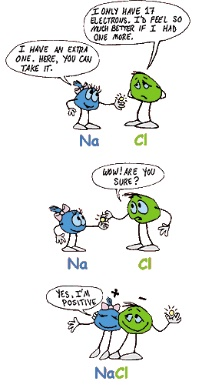 I ONLY HAVE 17
ELECTRONS. I'D FEEL SO
MUCH BETTER IF I HAD
ONE MORE.
I HAVE AN EXTRA
ONE. HERE, YOU CAN
TAKE IT.
Na Cl
WOW! ARE YOU
SURE?
Na Cl
YES, I'M
POSITIVE
+ -
NaCl